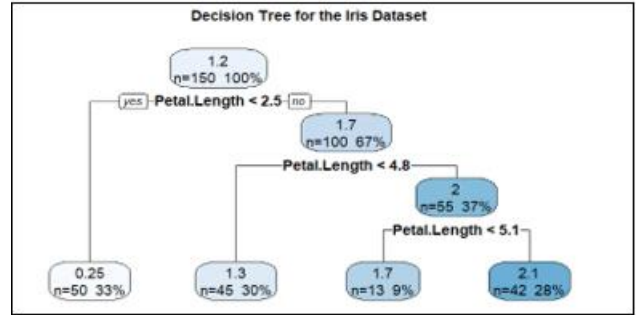 Decision Tree for the Iris Dataset
1.2
n=150 100%
yes Petal.Length < 2.5 no
1.7
n=100 67%
Petal.Length < 4.8
2
n=55 37%
Petal.Length < 5.1
0.25
n=50 33%
1.3
n=45 30%
1.7
n=13 9%
2.1
n=42 28%